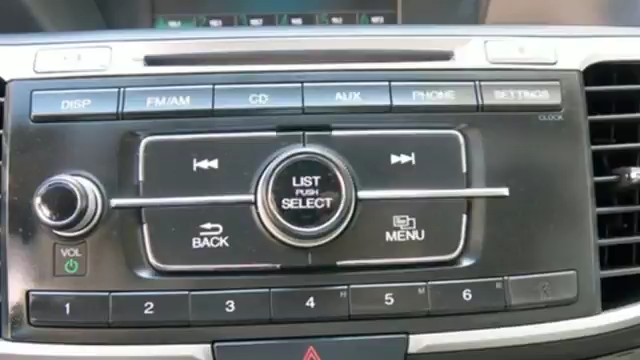 DISP FM/AM CD AUX PHONE SETTINGS
CLOCK
LIST
PUSH
SELECT
BACK
MENU
VOL
1 2 3 4 H 5 M 6 R